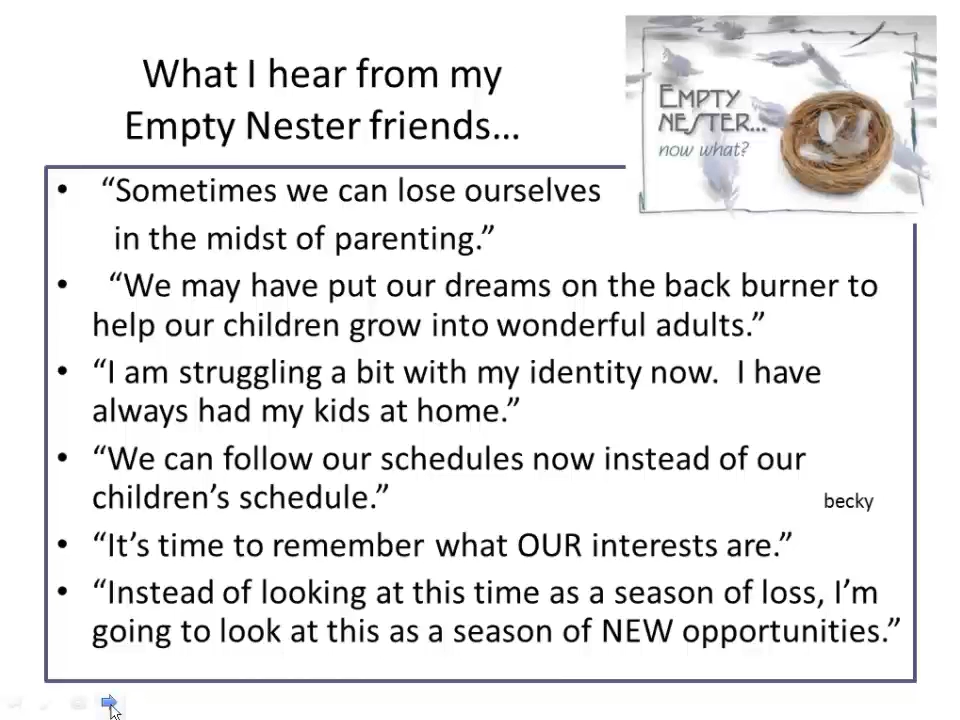 What I hear from my
Empty Nester friends…
EMPTY
NESTER...
now what?
• “Sometimes we can lose ourselves
in the midst of parenting.”
• “We may have put our dreams on the back burner to
help our children grow into wonderful adults.”
• “I am struggling a bit with my identity now.  I have
always had my kids at home.”
• “We can follow our schedules now instead of our
children’s schedule.”
becky
• “It’s time to remember what OUR interests are.”
• “Instead of looking at this time as a season of loss, I’m
going to look at this as a season of NEW opportunities.”